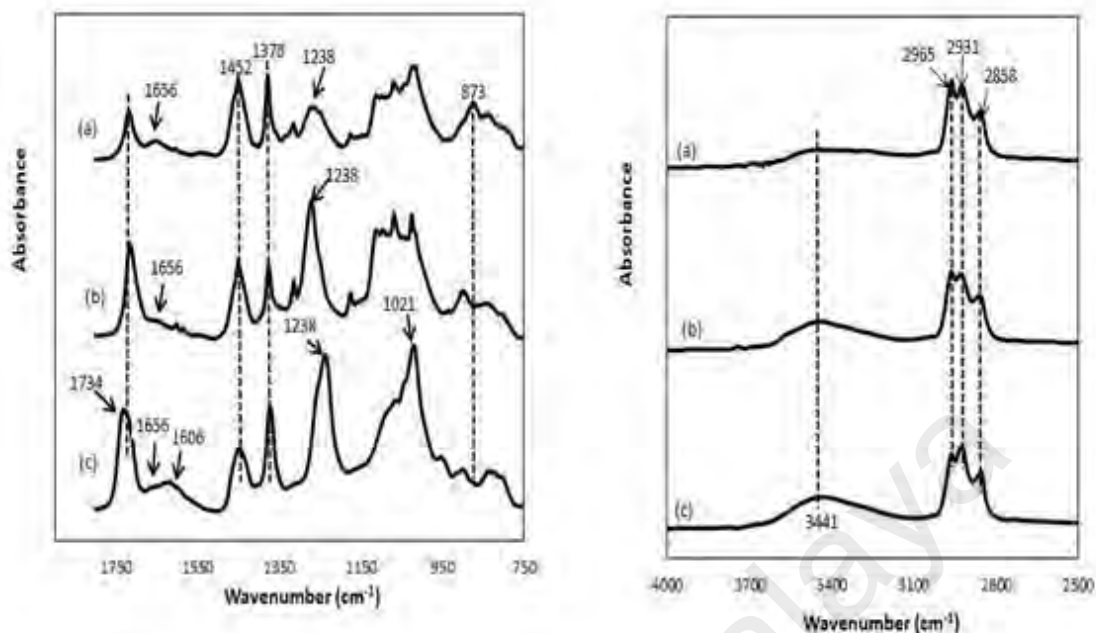 1378
1452
1238
1656
873
(a)
1238
1656
(b)
1238
1021
1734
1656
1606
(c)
Absorbance
1750 1550 1350 1150 950 750
Wavenumber (cm⁻¹)
2965
2931
2858
(a)
(b)
(c)
3441
Absorbance
4000 3700 3400 3100 2800 2500
Wavenumber (cm⁻¹)